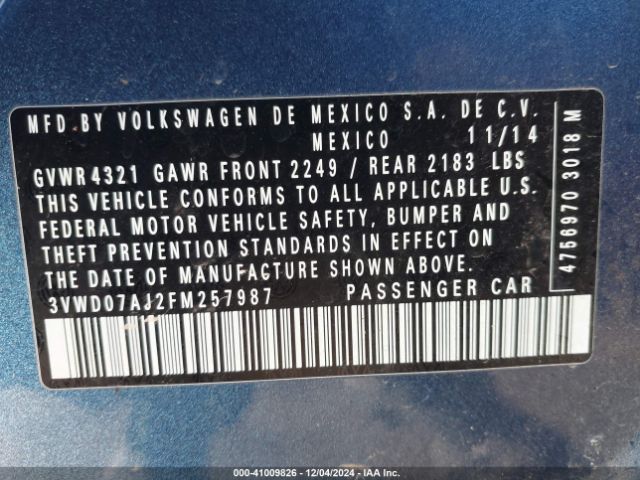 MFD.BY VOLKSWAGEN DE MEXICO S.A. DE C.V.
MEXICO 11/14
GVWR4321 GAWR FRONT 2249 / REAR 2183 LBS
THIS VEHICLE CONFORMS TO ALL APPLICABLE U.S.
FEDERAL MOTOR VEHICLE SAFETY, BUMPER AND
THEFT PREVENTION STANDARDS IN EFFECT ON
THE DATE OF MANUFACTURE SHOWN ABOVE.
3VWD07AJ2FM257987 PASSENGER CAR
4756970 3018 M
000-41009826 - 12/04/2024 - IAA Inc.